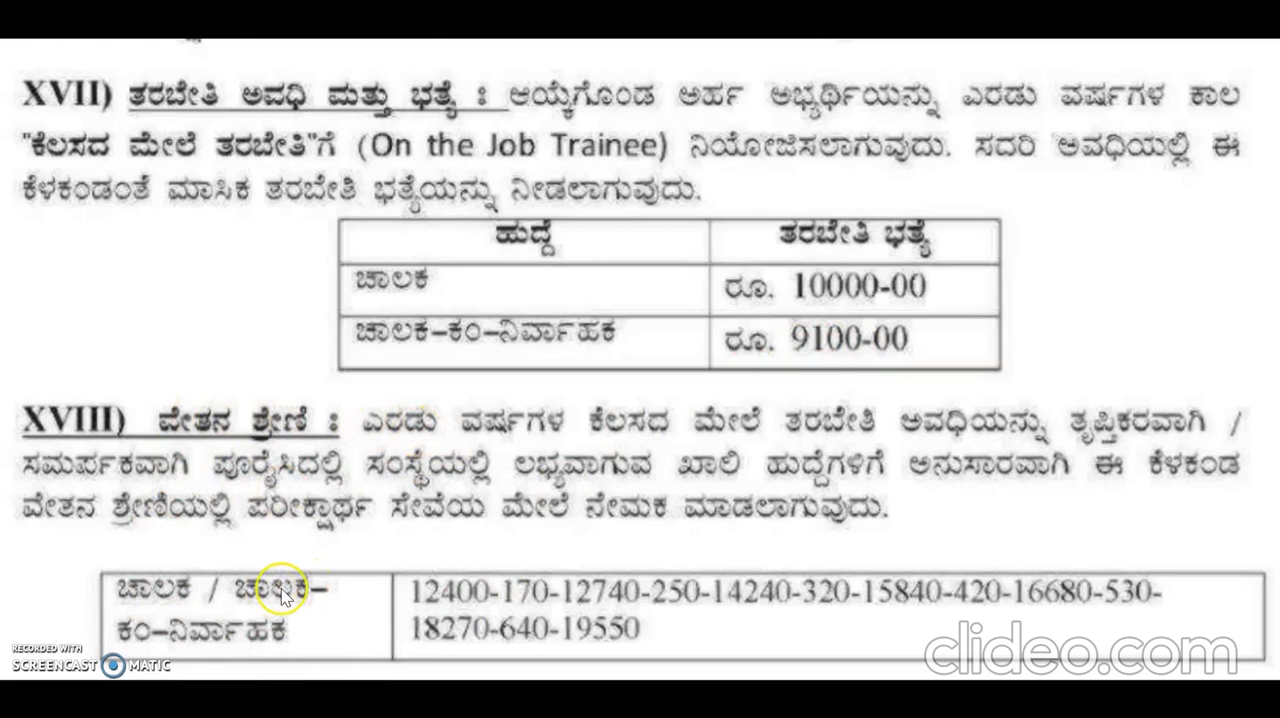 XVII) ತರಬೇತಿ ಅವಧಿ ಮತ್ತು ಭತ್ಯೆ : ಆಯ್ಕೆಗೊಂಡ ಅರ್ಹ ಅಭ್ಯರ್ಥಿಯನ್ನು ಎರಡು ವರ್ಷಗಳ ಕಾಲ
"ಕೆಲಸದ ಮೇಲೆ ತರಬೇತಿ"ಗೆ (On the Job Trainee) ನಿಯೋಜಿಸಲಾಗುವುದು. ಸದರಿ ಅವಧಿಯಲ್ಲಿ ಈ
ಕೆಳಕಂಡಂತೆ ಮಾಸಿಕ ತರಬೇತಿ ಭತ್ಯೆಯನ್ನು ನೀಡಲಾಗುವುದು.
ಹುದ್ದೆ ತರಬೇತಿ ಭತ್ಯೆ
ಚಾಲಕ ರೂ. 10000-00
ಚಾಲಕ-ಕಂ-ನಿರ್ವಾಹಕ ರೂ. 9100-00
XVIII) ವೇತನ ಶ್ರೇಣಿ : ಎರಡು ವರ್ಷಗಳ ಕೆಲಸದ ಮೇಲೆ ತರಬೇತಿ ಅವಧಿಯನ್ನು ತೃಪ್ತಿಕರವಾಗಿ /
ಸಮರ್ಪಕವಾಗಿ ಪೂರೈಸಿದಲ್ಲಿ ಸಂಸ್ಥೆಯಲ್ಲಿ ಲಭ್ಯವಾಗುವ ಖಾಲಿ ಹುದ್ದೆಗಳಿಗೆ ಅನುಸಾರವಾಗಿ ಈ ಕೆಳಕಂಡ
ವೇತನ ಶ್ರೇಣಿಯಲ್ಲಿ ಪರೀಕ್ಷಾರ್ಥ ಸೇವೆಯ ಮೇಲೆ ನೇಮಕ ಮಾಡಲಾಗುವುದು.
ಚಾಲಕ / ಚಾಲಕ- 12400-170-12740-250-14240-320-15840-420-16680-530-
ಕಂ-ನಿರ್ವಾಹಕ 18270-640-19550
RECORDED WITH
SCREENCAST MATIC
clideo.com